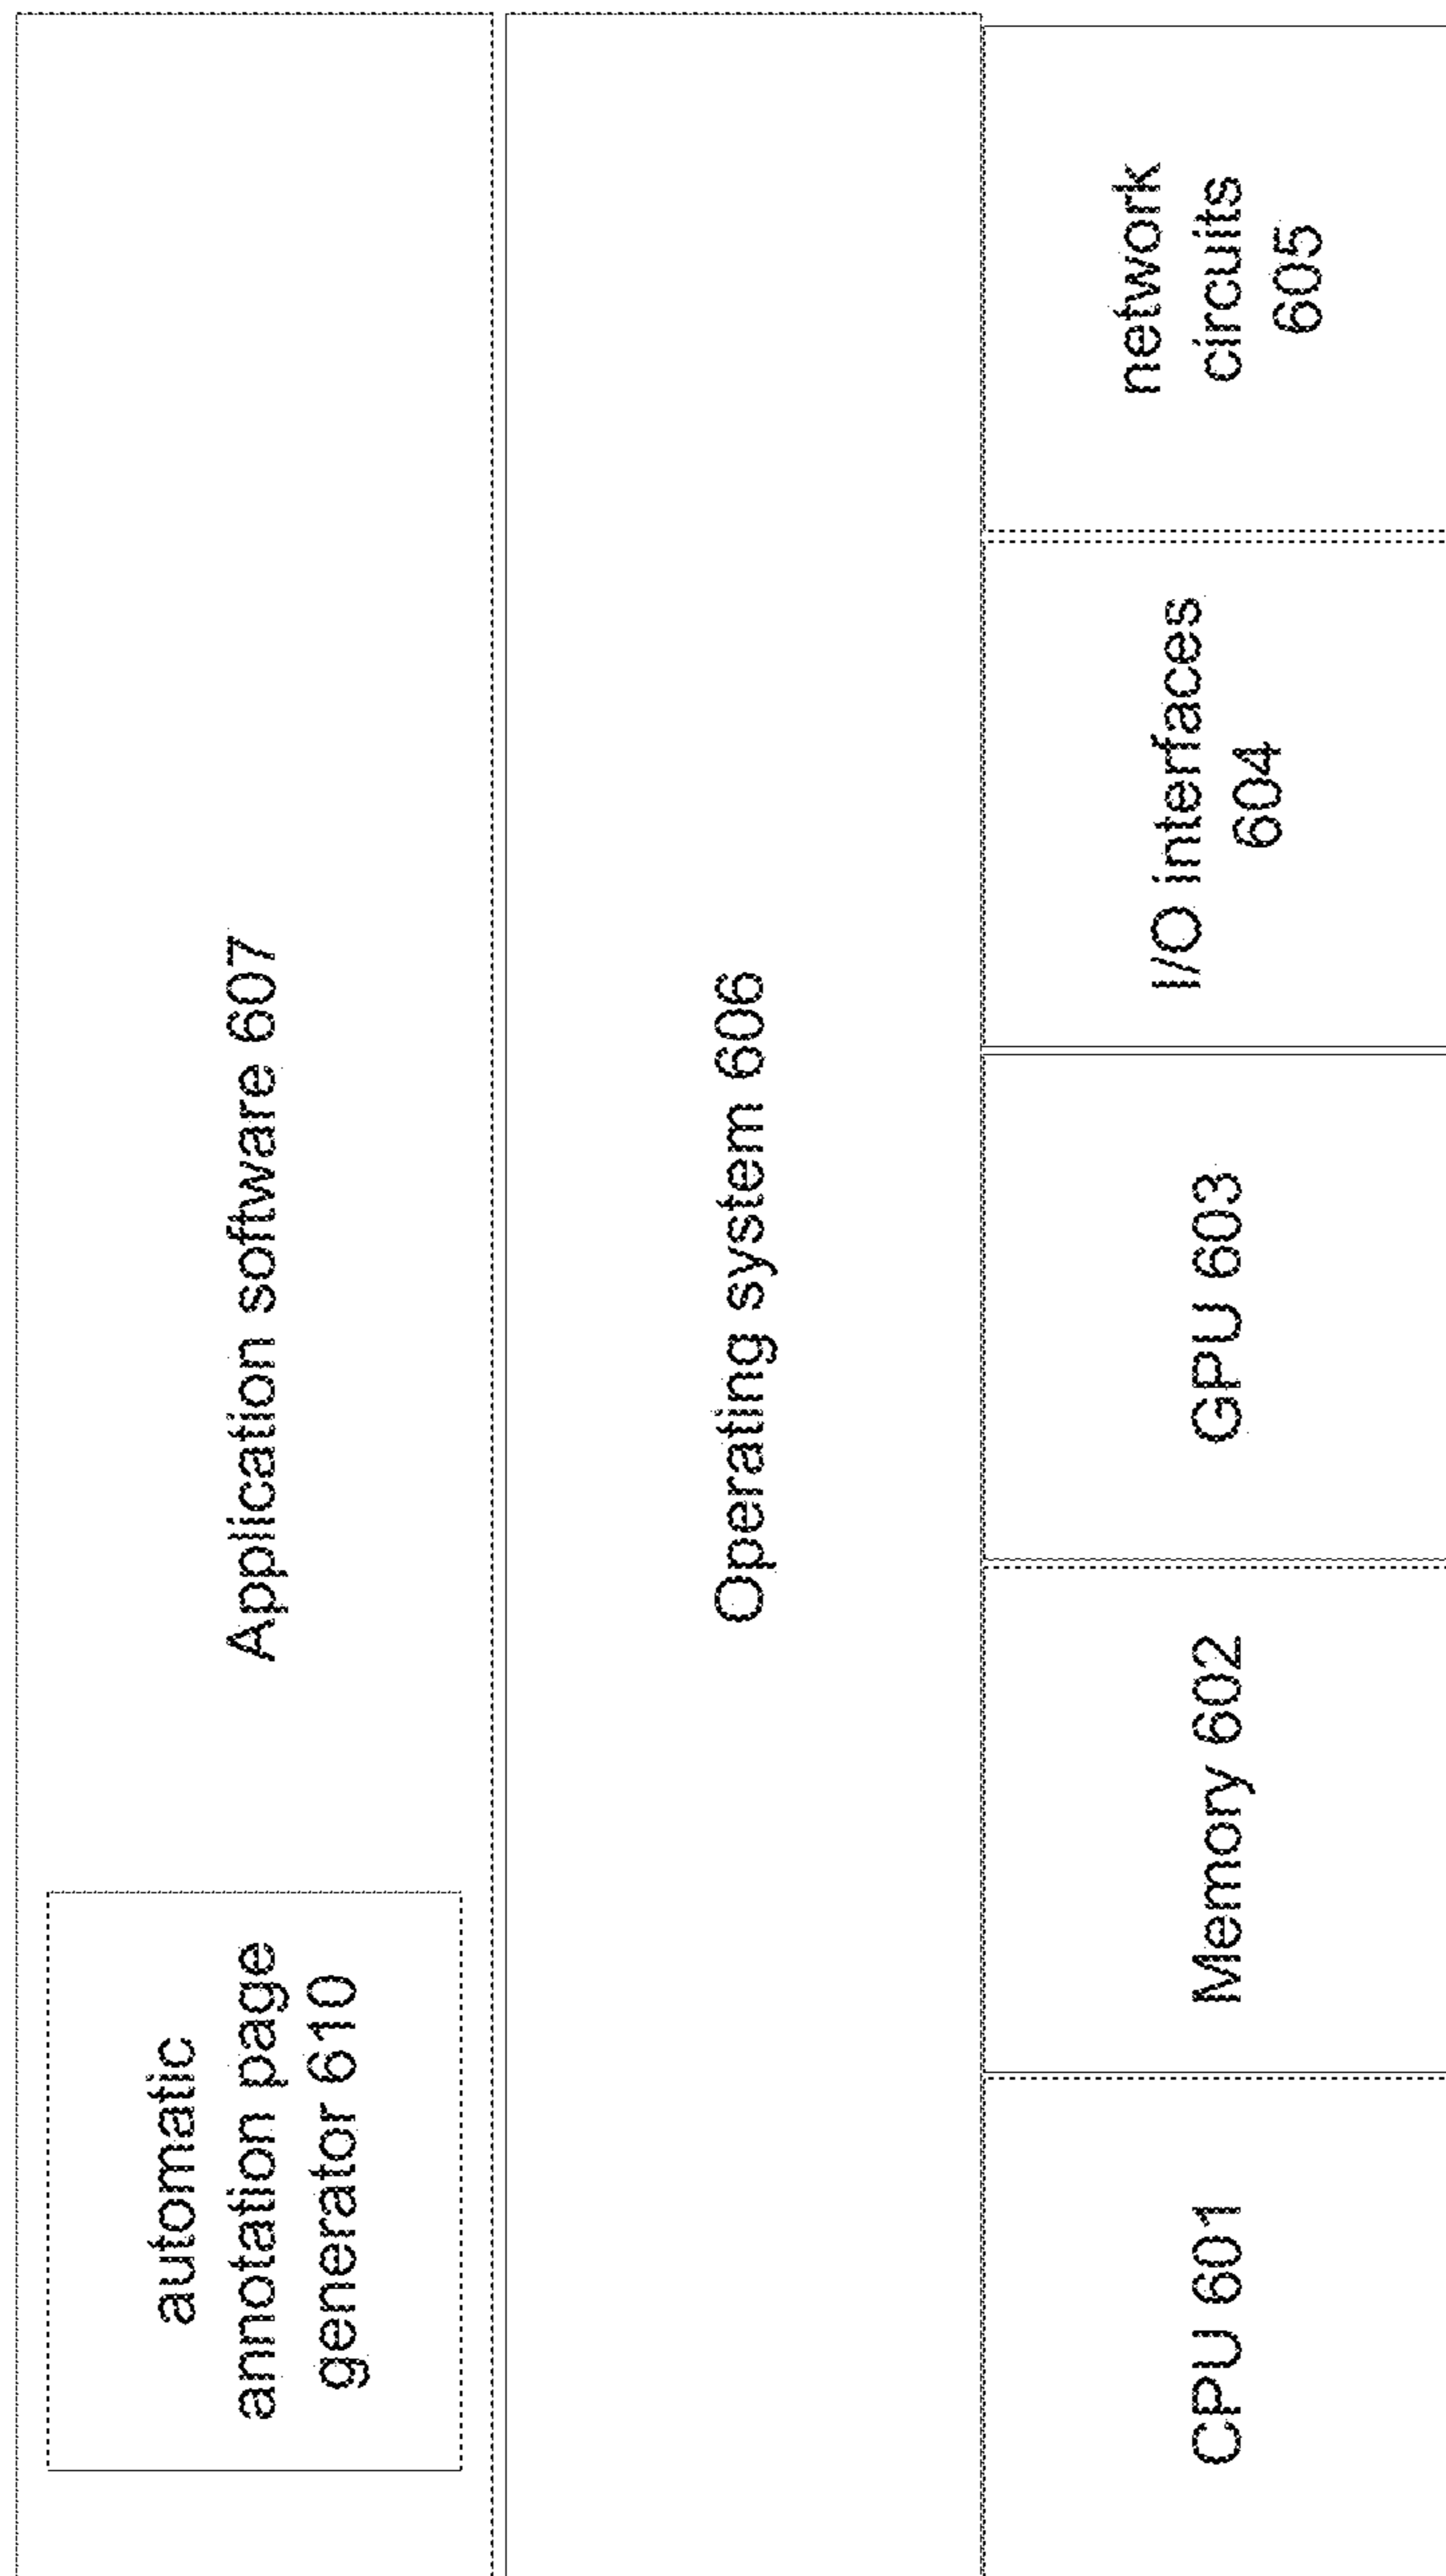 automatic
annotation page
generator 610
Application software 607
Operating system 606
CPU 601
Memory 602
GPU 603
I/O interfaces
604
network
circuits
605